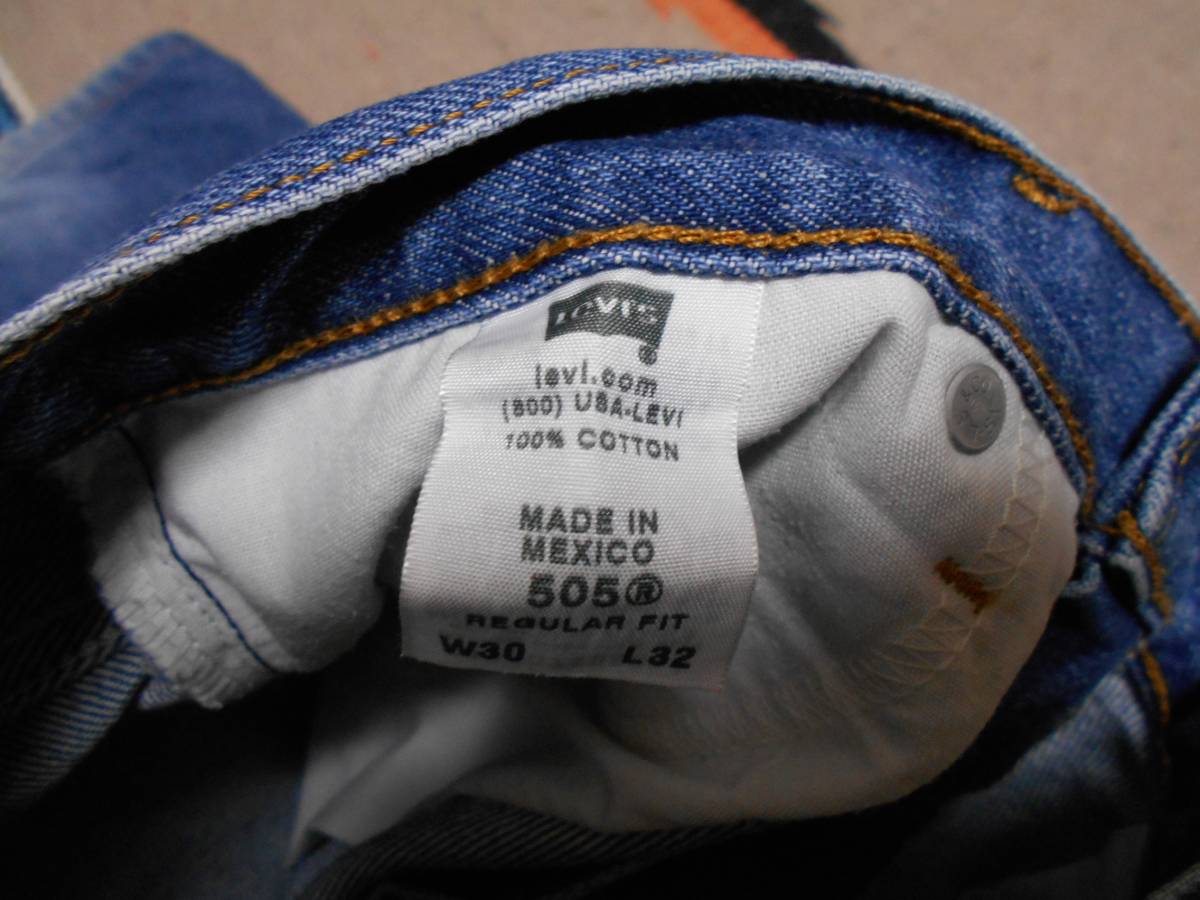 LEVI'S
®
levi.com
(800) USA-LEVI
100% COTTON
MADE IN
MEXICO
505®
REGULAR FIT
W30 L32